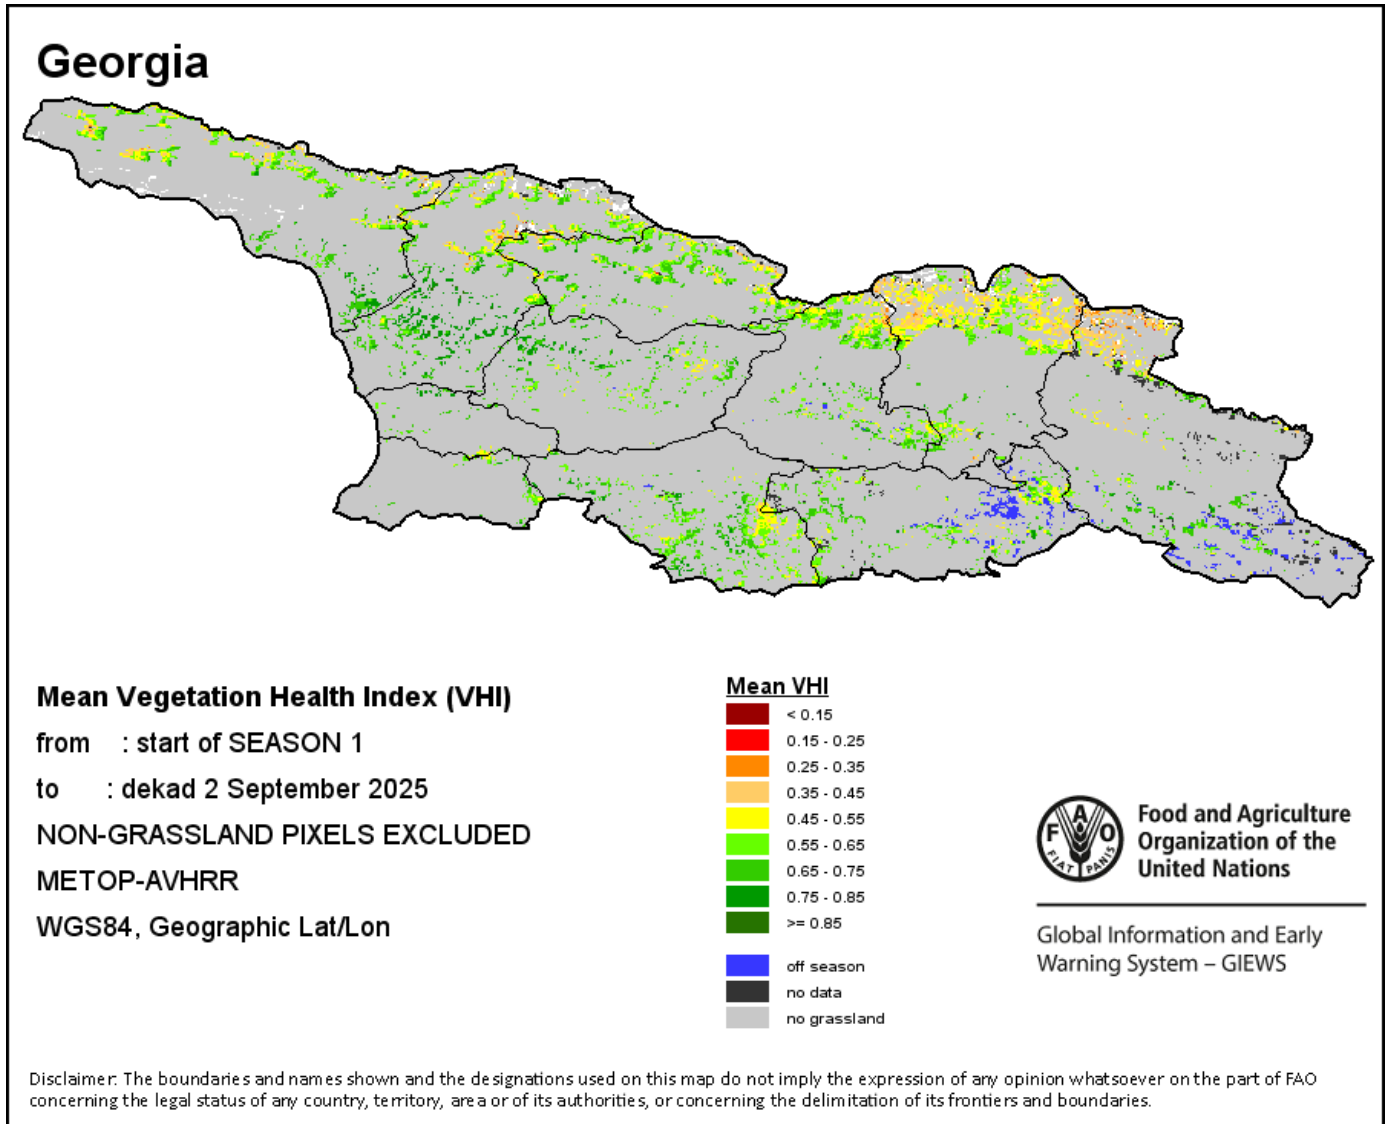 Georgia
Mean Vegetation Health Index (VHI)
from : start of SEASON 1
to : dekad 2 September 2025
NON-GRASSLAND PIXELS EXCLUDED
METOP-AVHRR
WGS84, Geographic Lat/Lon
Mean VHI
< 0.15
0.15 - 0.25
0.25 - 0.35
0.35 - 0.45
0.45 - 0.55
0.55 - 0.65
0.65 - 0.75
0.75 - 0.85
>= 0.85
off season
no data
no grassland
F A O
FIAT PANIS
Food and Agriculture
Organization of the
United Nations
Global Information and Early
Warning System – GIEWS
Disclaimer: The boundaries and names shown and the designations used on this map do not imply the expression of any opinion whatsoever on the part of FAO
concerning the legal status of any country, territory, area or of its authorities, or concerning the delimitation of its frontiers and boundaries.